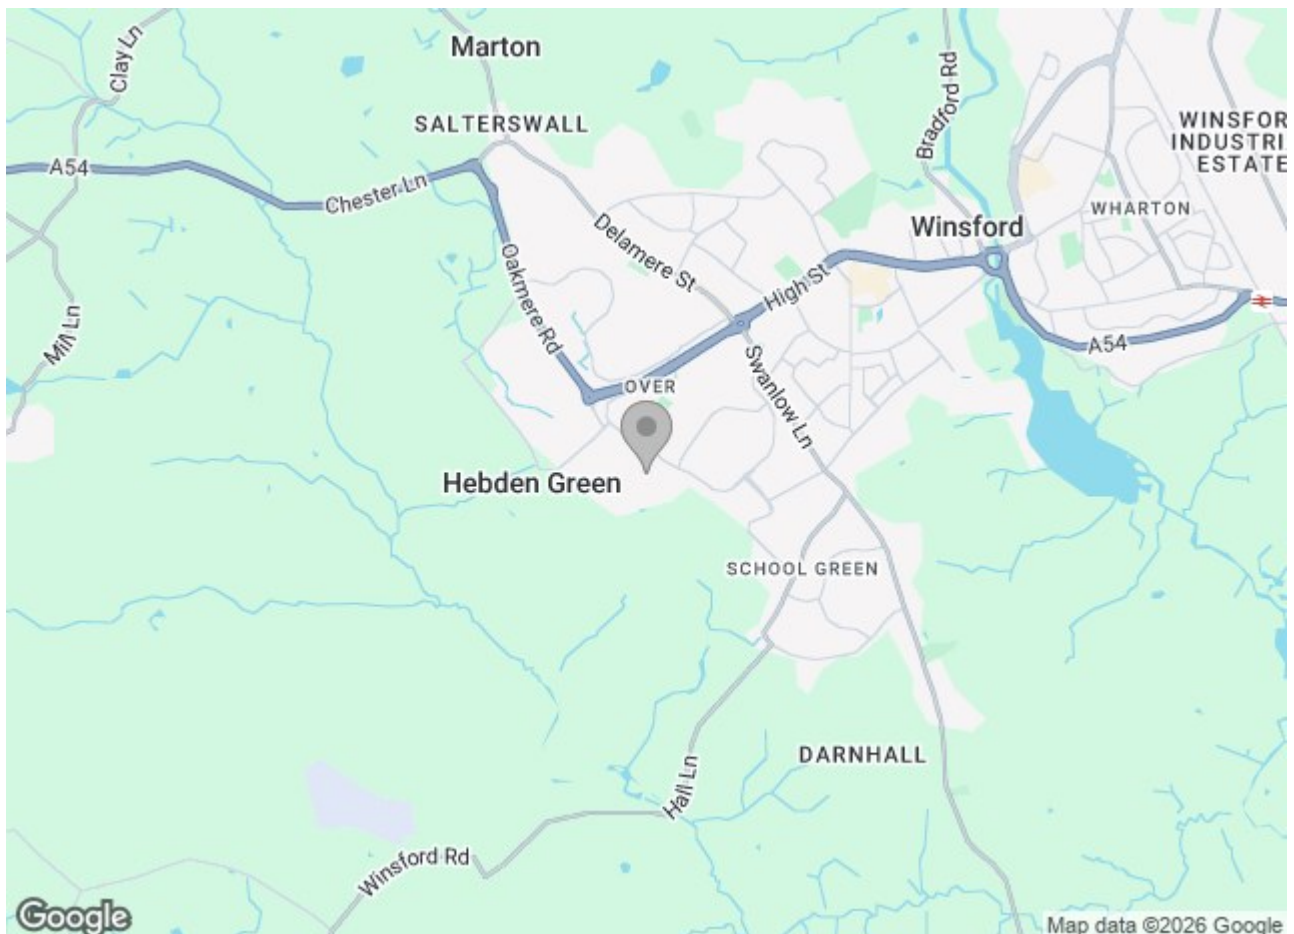 Clay Ln
Marton
SALTERSWALL
Bradford Rd
WINSFOR
INDUSTRI
ESTATE
A54
Chester Ln
WHARTON
Winsford
Delamere St
Oakmere Rd
High St
Mill Ln
A54
OVER
Swanlow Ln
Hebden Green
SCHOOL GREEN
DARNHALL
Hall Ln
Winsford Rd
Google
Map data ©2026 Google